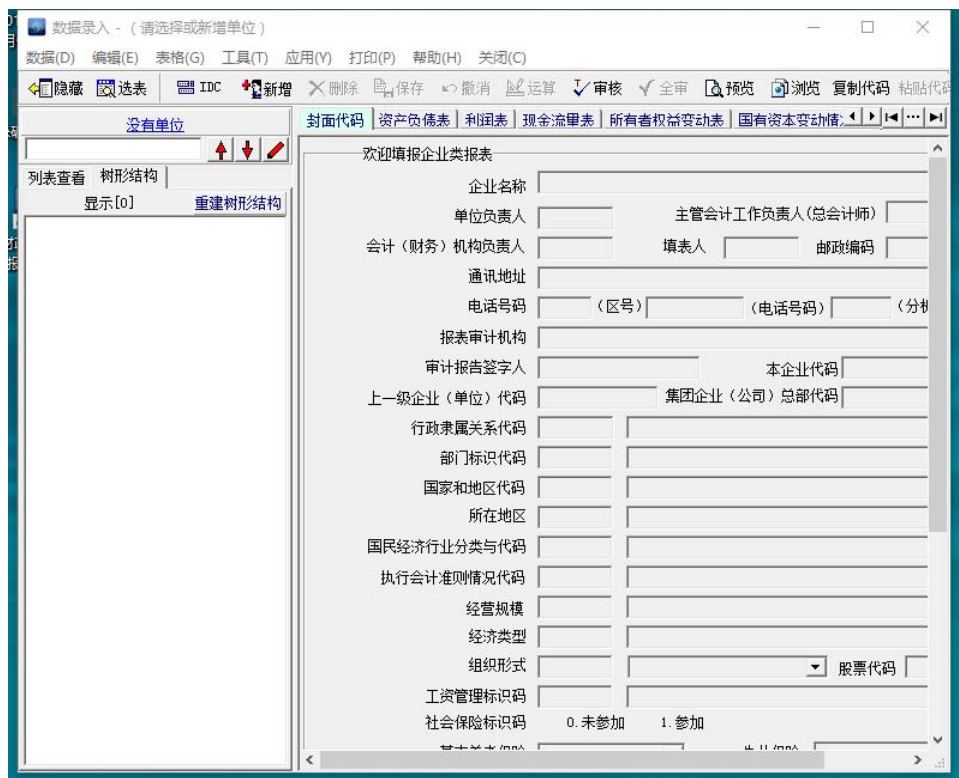 数据录入 - (请选择或新增单位)
数据(D) 编辑(E) 表格(G) 工具(T) 应用(Y) 打印(P) 帮助(H) 关闭(C)
隐藏 选表 IDC 新增 删除 保存 撤消 运算 审核 全审 预览 浏览 复制代码 粘贴代码
没有单位
列表查看 树形结构
显示[0] 重建树形结构
封面代码 资产负债表 利润表 现金流量表 所有者权益变动表 国有资本变动情
欢迎填报企业类报表
企业名称
单位负责人 主管会计工作负责人(总会计师)
会计(财务)机构负责人 填表人 邮政编码
通讯地址
电话号码 (区号) (电话号码) (分机
报表审计机构
审计报告签字人 本企业代码
上一级企业(单位)代码 集团企业(公司)总部代码
行政隶属关系代码
部门标识代码
国家和地区代码
所在地区
国民经济行业分类与代码
执行会计准则情况代码
经营规模
经济类型
组织形式 股票代码
工资管理标识码
社会保险标识码 0.未参加 1.参加